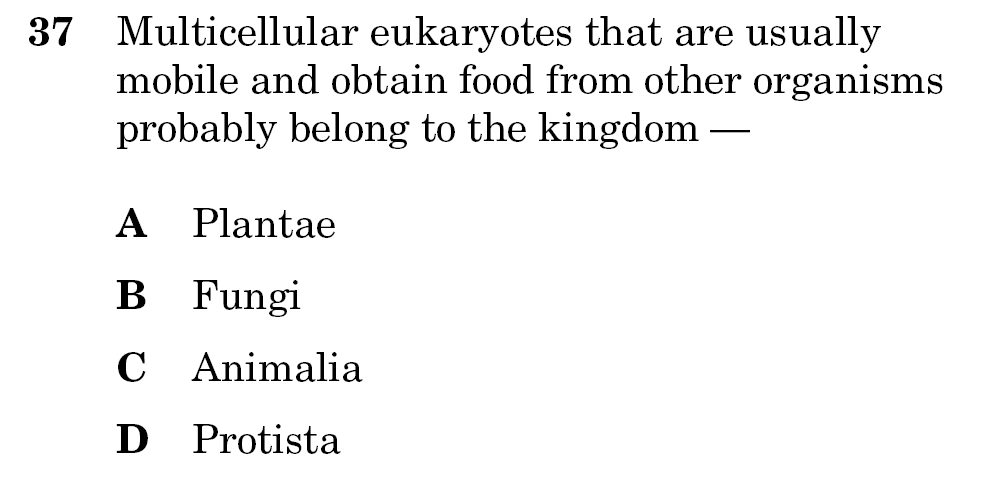 37 Multicellular eukaryotes that are usually
mobile and obtain food from other organisms
probably belong to the kingdom —
A Plantae
B Fungi
C Animalia
D Protista